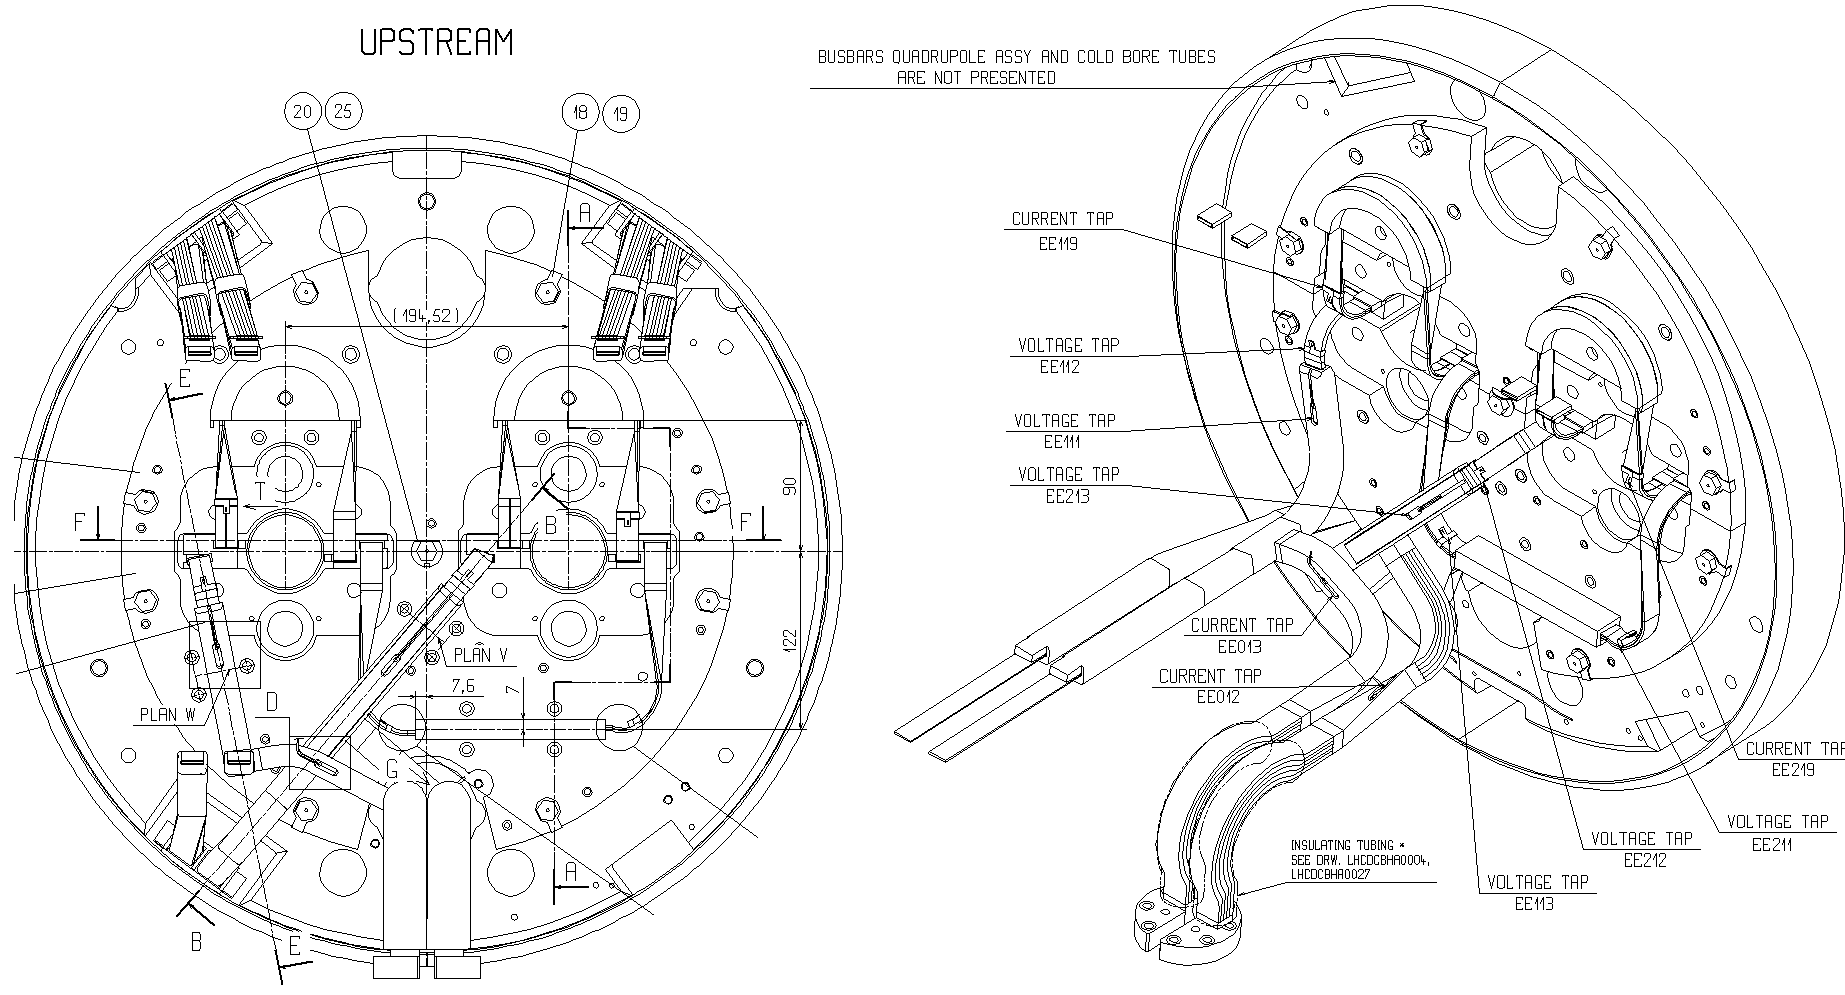 UPSTREAM
20 25
18 19
A
(194,52)
E
T
F
B
F
90
122
PLAN V
7,6
7
PLAN W
D
G
A
B
E
BUSBARS QUADRUPOLE ASSY AND COLD BORE TUBES
ARE NOT PRESENTED
CURRENT TAP
EE119
VOLTAGE TAP
EE112
VOLTAGE TAP
EE111
VOLTAGE TAP
EE213
CURRENT TAP
EE013
CURRENT TAP
EE012
CURRENT TAP
EE219
VOLTAGE TAP
EE211
VOLTAGE TAP
EE212
VOLTAGE TAP
EE113
INSULATING TUBING *
SEE DRW. LHCDCBHA0004,
LHCDCBHA0027